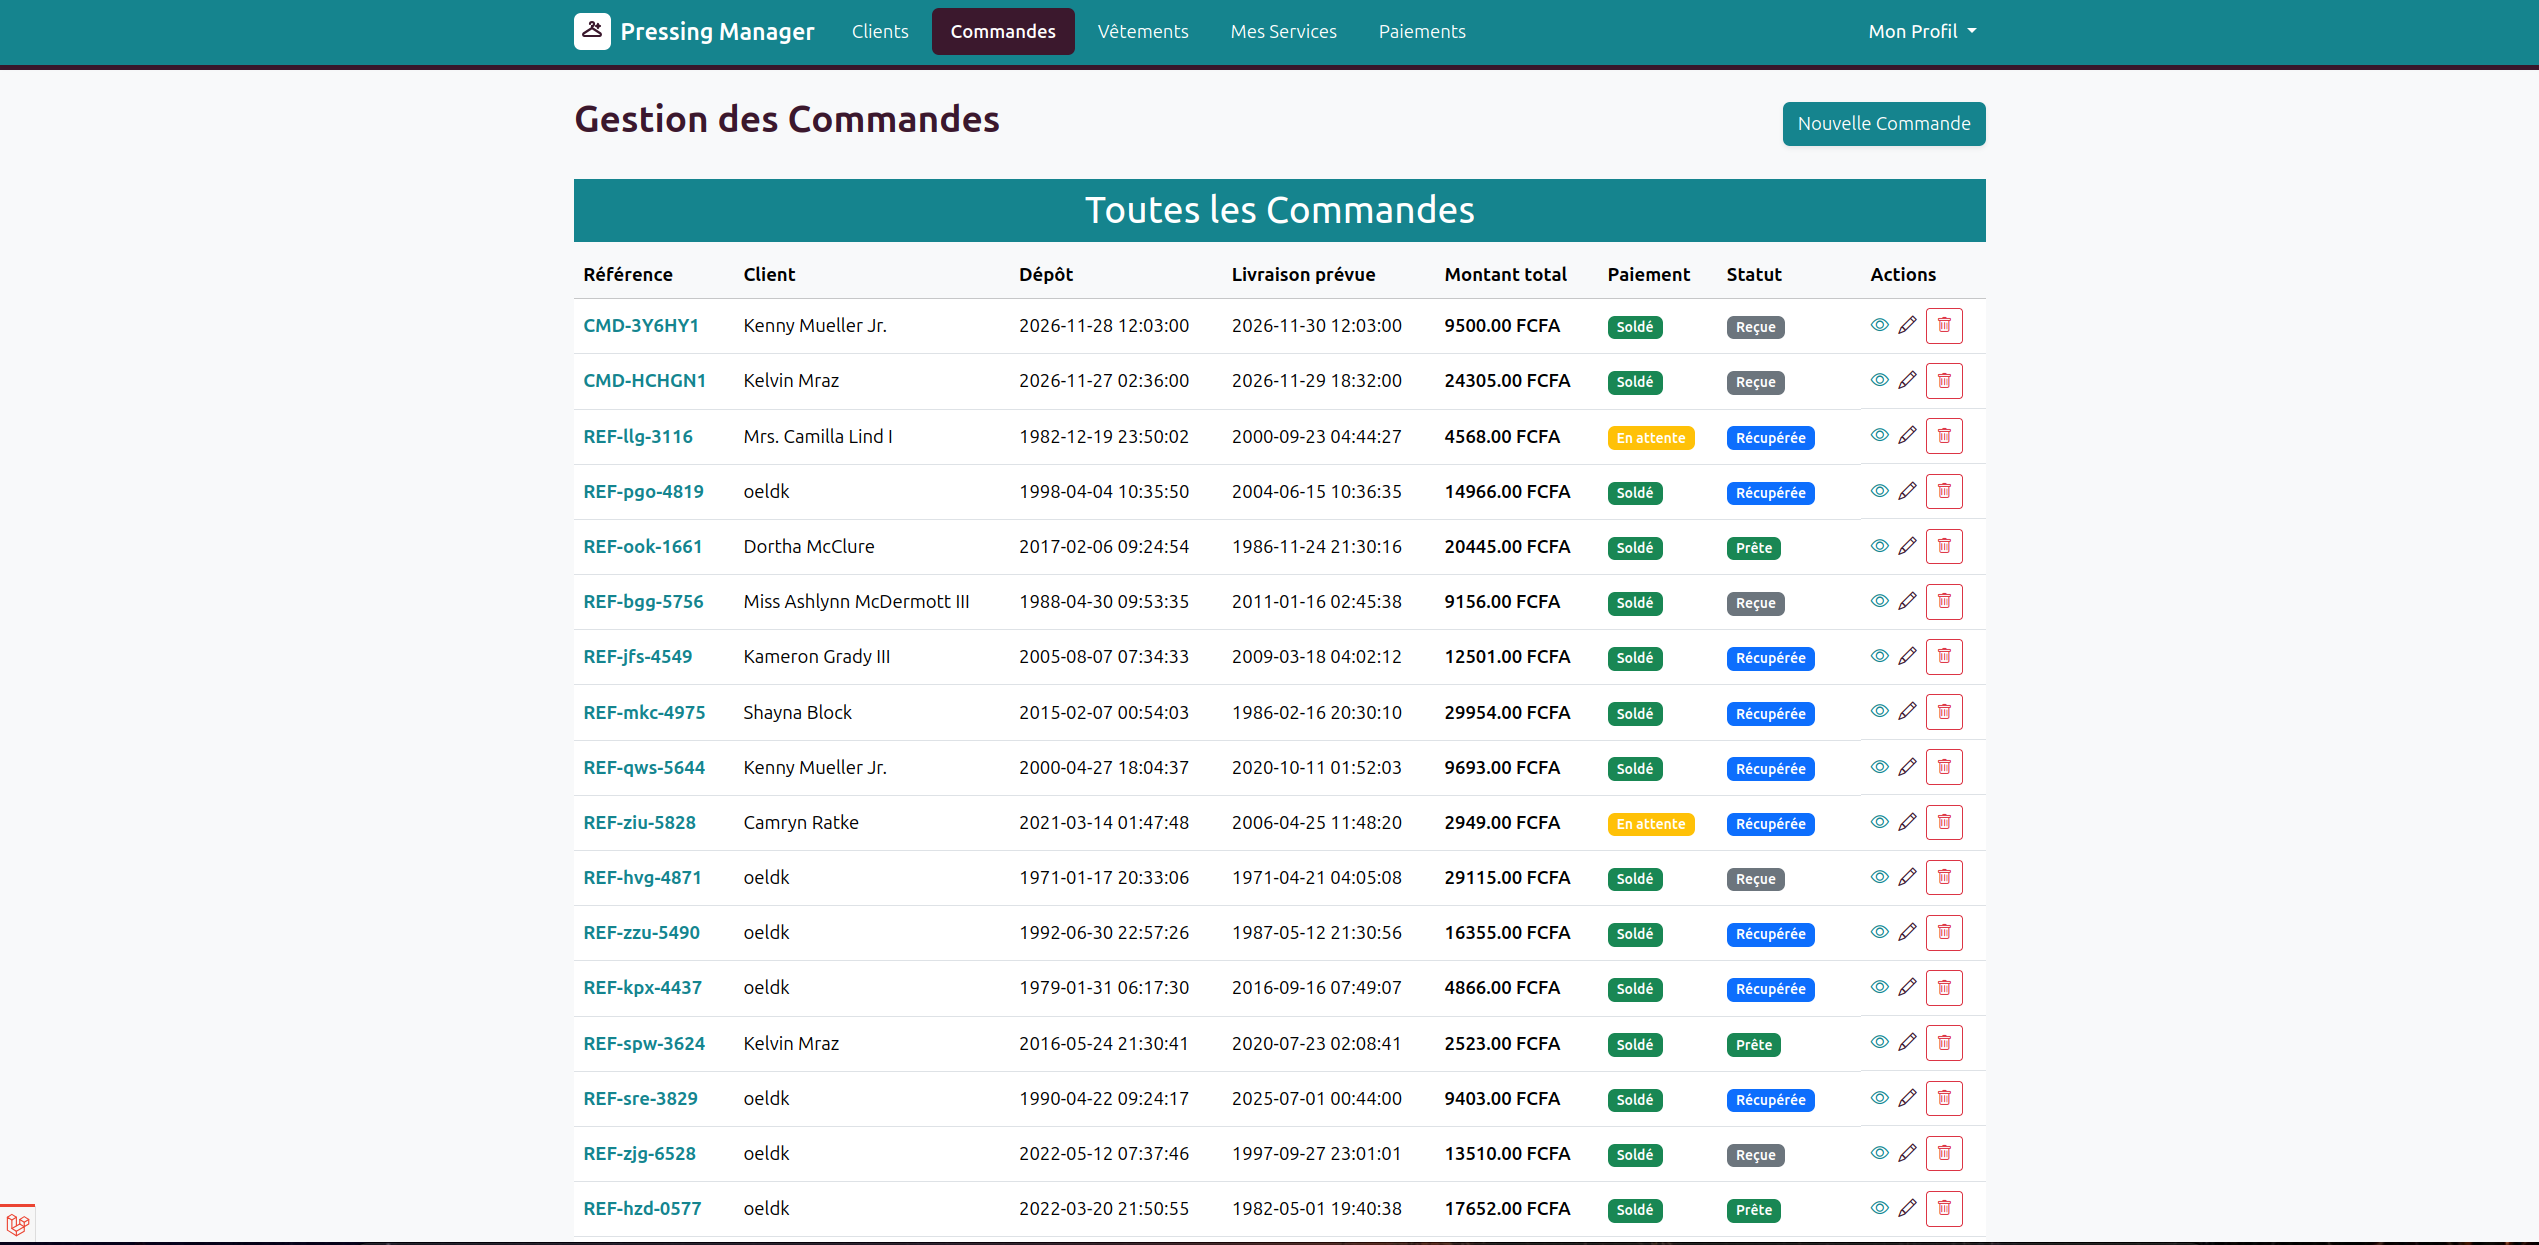 Pressing Manager Clients Commandes Vêtements Mes Services Paiements Mon Profil
Gestion des Commandes
Nouvelle Commande
Toutes les Commandes
Référence Client Dépôt Livraison prévue Montant total Paiement Statut Actions
CMD-3Y6HY1 Kenny Mueller Jr. 2026-11-28 12:03:00 2026-11-30 12:03:00 9500.00 FCFA Soldé Reçue
CMD-HCHGN1 Kelvin Mraz 2026-11-27 02:36:00 2026-11-29 18:32:00 24305.00 FCFA Soldé Reçue
REF-llg-3116 Mrs. Camilla Lind I 1982-12-19 23:50:02 2000-09-23 04:44:27 4568.00 FCFA En attente Récupérée
REF-pgo-4819 oeldk 1998-04-04 10:35:50 2004-06-15 10:36:35 14966.00 FCFA Soldé Récupérée
REF-ook-1661 Dortha McClure 2017-02-06 09:24:54 1986-11-24 21:30:16 20445.00 FCFA Soldé Prête
REF-bgg-5756 Miss Ashlynn McDermott III 1988-04-30 09:53:35 2011-01-16 02:45:38 9156.00 FCFA Soldé Reçue
REF-jfs-4549 Kameron Grady III 2005-08-07 07:34:33 2009-03-18 04:02:12 12501.00 FCFA Soldé Récupérée
REF-mkc-4975 Shayna Block 2015-02-07 00:54:03 1986-02-16 20:30:10 29954.00 FCFA Soldé Récupérée
REF-qws-5644 Kenny Mueller Jr. 2000-04-27 18:04:37 2020-10-11 01:52:03 9693.00 FCFA Soldé Récupérée
REF-ziu-5828 Camryn Ratke 2021-03-14 01:47:48 2006-04-25 11:48:20 2949.00 FCFA En attente Récupérée
REF-hvg-4871 oeldk 1971-01-17 20:33:06 1971-04-21 04:05:08 29115.00 FCFA Soldé Reçue
REF-zzu-5490 oeldk 1992-06-30 22:57:26 1987-05-12 21:30:56 16355.00 FCFA Soldé Récupérée
REF-kpx-4437 oeldk 1979-01-31 06:17:30 2016-09-16 07:49:07 4866.00 FCFA Soldé Récupérée
REF-spw-3624 Kelvin Mraz 2016-05-24 21:30:41 2020-07-23 02:08:41 2523.00 FCFA Soldé Prête
REF-sre-3829 oeldk 1990-04-22 09:24:17 2025-07-01 00:44:00 9403.00 FCFA Soldé Récupérée
REF-zjg-6528 oeldk 2022-05-12 07:37:46 1997-09-27 23:01:01 13510.00 FCFA Soldé Reçue
REF-hzd-0577 oeldk 2022-03-20 21:50:55 1982-05-01 19:40:38 17652.00 FCFA Soldé Prête